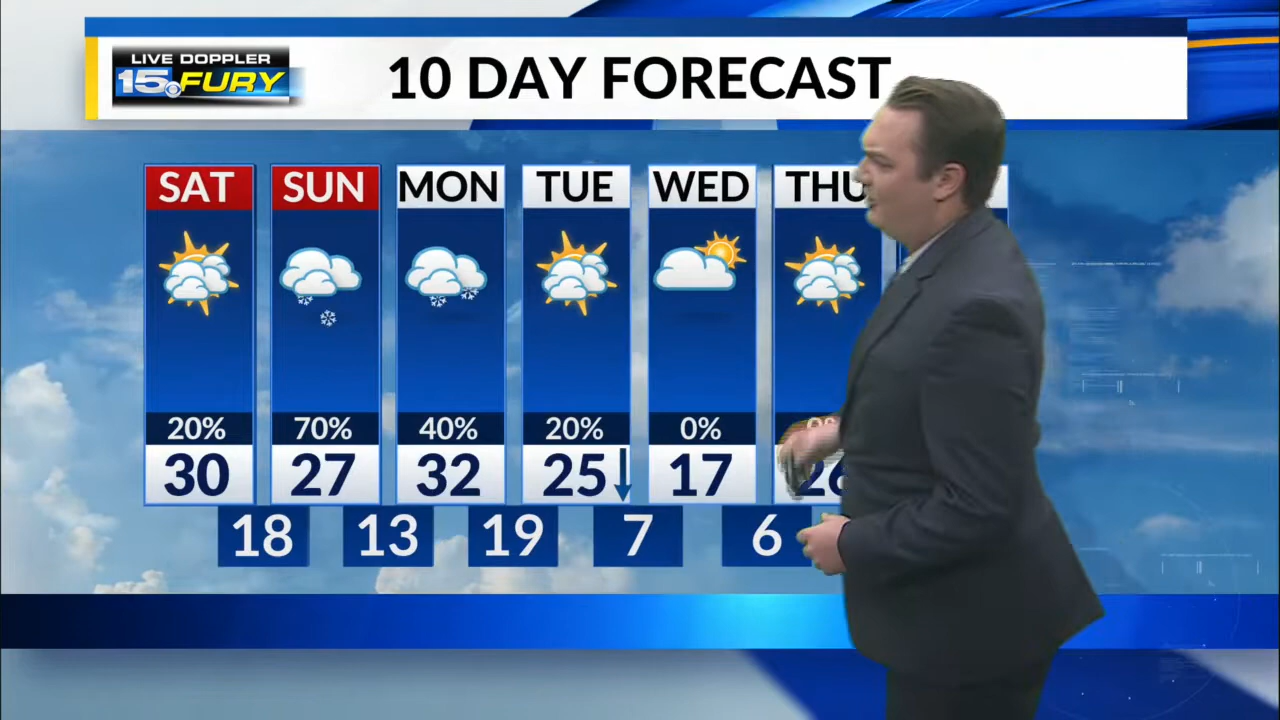 LIVE DOPPLER
15 FURY
10 DAY FORECAST
SAT SUN MON TUE WED THU
20% 70% 40% 20% 0%
30 27 32 25 17 26
18 13 19 7 6